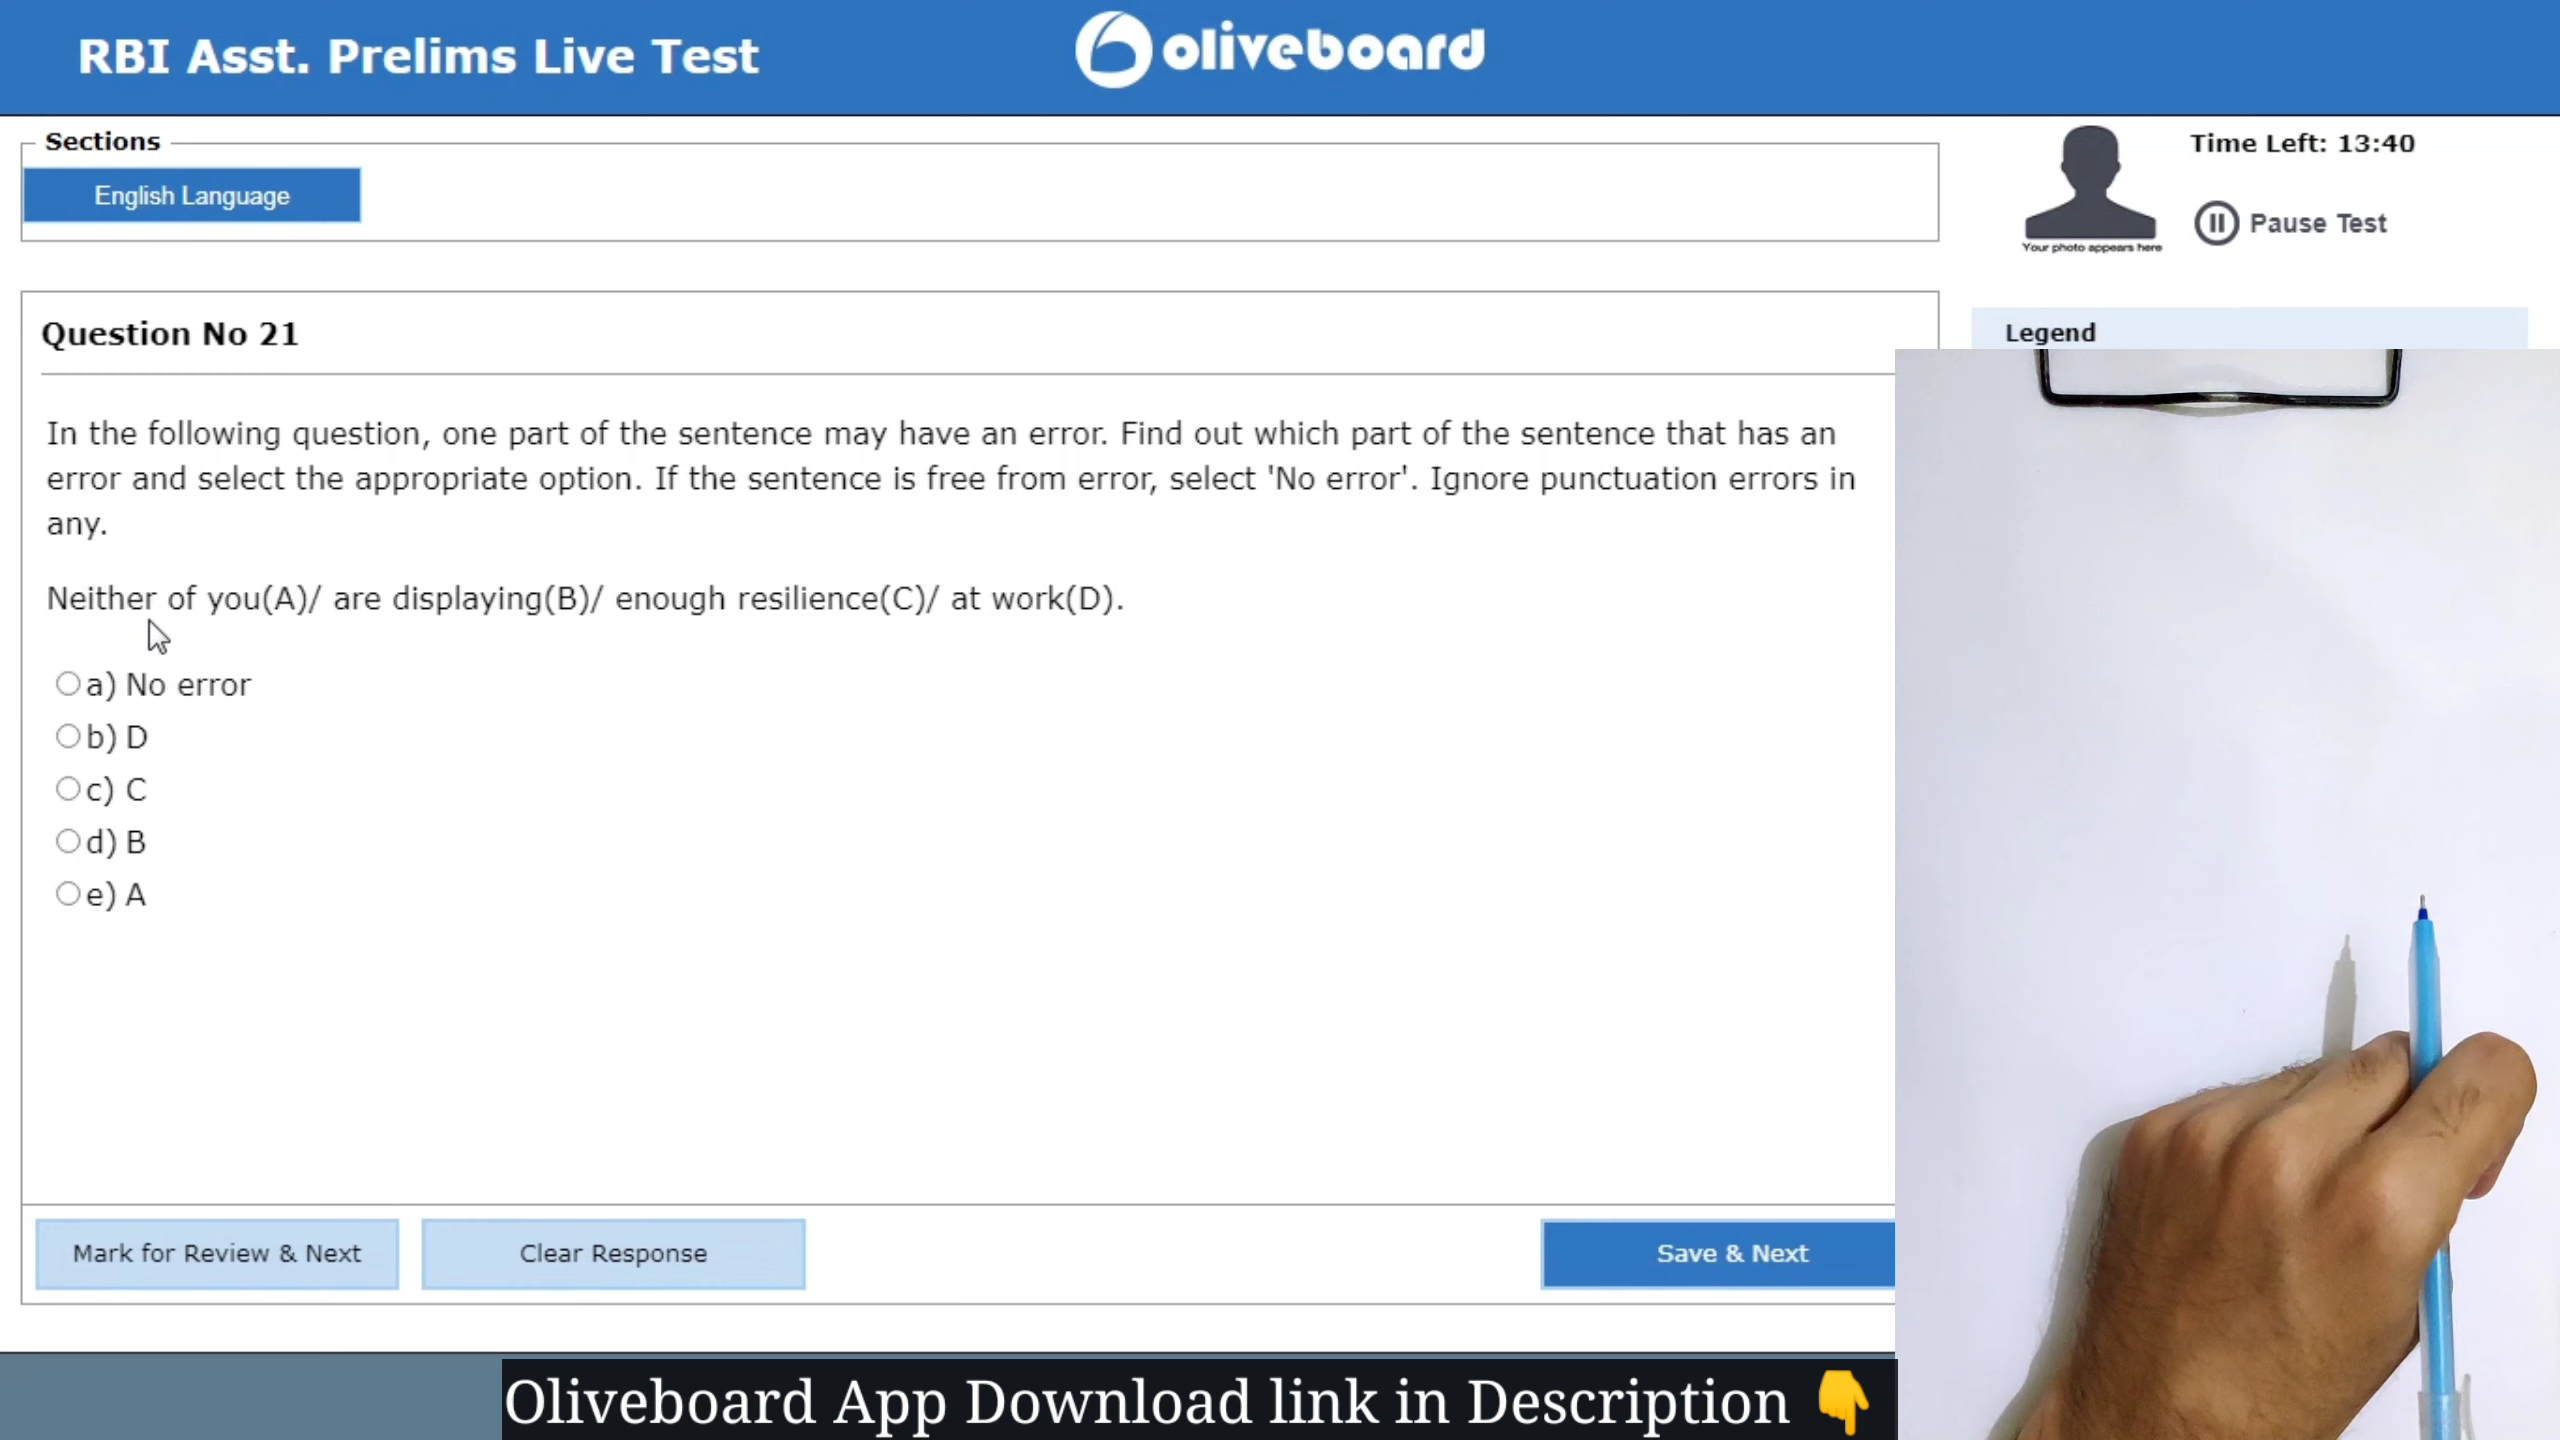 RBI Asst. Prelims Live Test
oliveboard
Sections
English Language
Time Left: 13:40
Your photo appears here
Pause Test
Question No 21
Legend
In the following question, one part of the sentence may have an error. Find out which part of the sentence that has an
error and select the appropriate option. If the sentence is free from error, select 'No error'. Ignore punctuation errors in
any.
Neither of you(A)/ are displaying(B)/ enough resilience(C)/ at work(D).
a) No error
b) D
c) C
d) B
e) A
Mark for Review & Next
Clear Response
Save & Next
Oliveboard App Download link in Description 👇